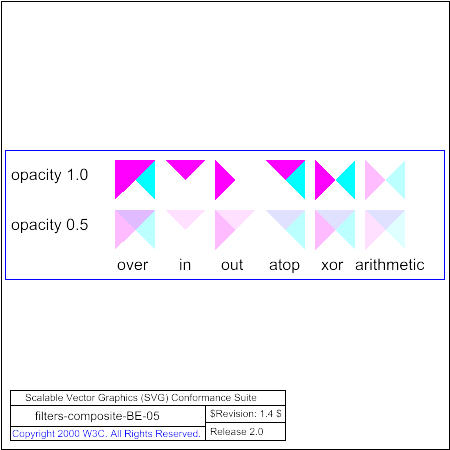 opacity 1.0
opacity 0.5
over in out atop xor arithmetic
Scalable Vector Graphics (SVG) Conformance Suite
filters-composite-BE-05
$Revision: 1.4 $
Copyright 2000 W3C. All Rights Reserved.
Release 2.0